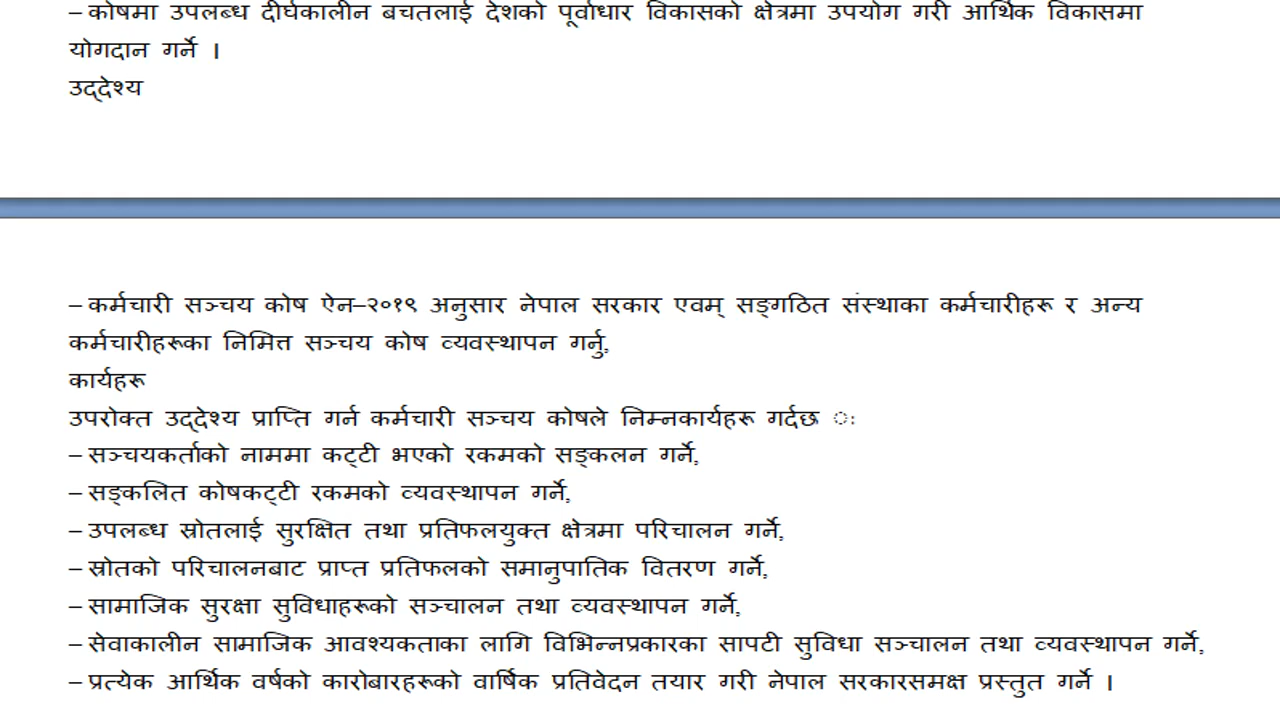 – कोषमा उपलब्ध दीर्घकालीन बचतलाई देशको पूर्वाधार विकासको क्षेत्रमा उपयोग गरी आर्थिक विकासमा
योगदान गर्ने ।
उद्देश्य
– कर्मचारी सञ्चय कोष ऐन–२०१९ अनुसार नेपाल सरकार एवम् सङ्गठित संस्थाका कर्मचारीहरू र अन्य
कर्मचारीहरूका निमित्त सञ्चय कोष व्यवस्थापन गर्नु,
कार्यहरू
उपरोक्त उद्देश्य प्राप्ति गर्न कर्मचारी सञ्चय कोषले निम्नकार्यहरू गर्दछ ः
– सञ्चयकर्ताको नाममा कट्टी भएको रकमको सङ्कलन गर्ने,
– सङ्कलित कोषकट्टी रकमको व्यवस्थापन गर्ने,
– उपलब्ध स्रोतलाई सुरक्षित तथा प्रतिफलयुक्त क्षेत्रमा परिचालन गर्ने,
– स्रोतको परिचालनबाट प्राप्त प्रतिफलको समानुपातिक वितरण गर्ने,
– सामाजिक सुरक्षा सुविधाहरूको सञ्चालन तथा व्यवस्थापन गर्ने,
– सेवाकालीन सामाजिक आवश्यकताका लागि विभिन्नप्रकारका सापटी सुविधा सञ्चालन तथा व्यवस्थापन गर्ने,
– प्रत्येक आर्थिक वर्षको कारोबारहरूको वार्षिक प्रतिवेदन तयार गरी नेपाल सरकारसमक्ष प्रस्तुत गर्ने ।